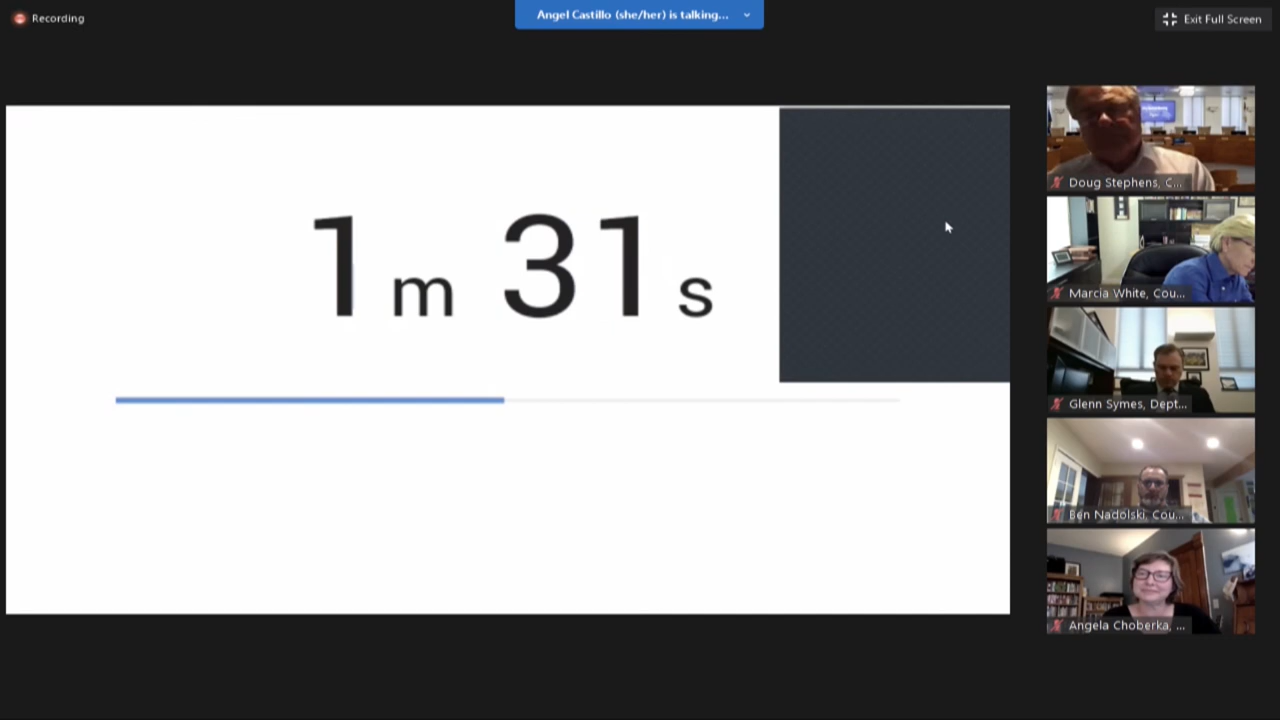 Recording
Angel Castillo (she/her) is talking...
Exit Full Screen
1 m 31 s
Doug Stephens, C...
Marcia White, Cou...
Glenn Symes, Dept...
Ben Nadolski, Cou...
Angela Choberka, ...